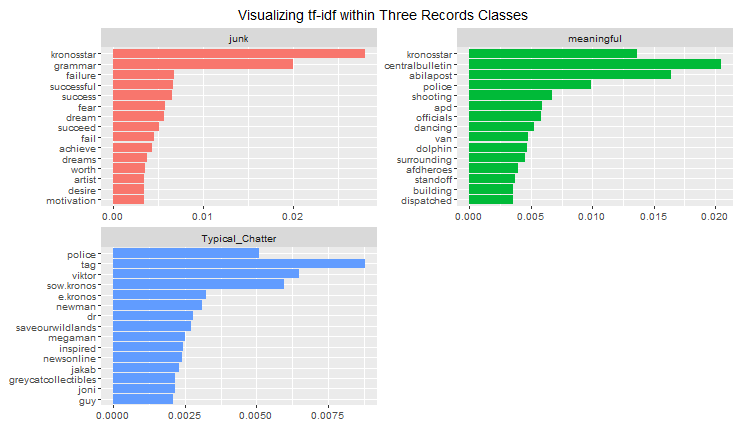 Visualizing tf-idf within Three Records Classes
junk
kronosstar
grammar
failure
successful
success
fear
dream
succeed
fail
achieve
dreams
worth
artist
desire
motivation
0.00 0.01 0.02
meaningful
kronosstar
centralbulletin
abilapost
police
shooting
apd
officials
dancing
van
dolphin
surrounding
afdheroes
standoff
building
dispatched
0.000 0.005 0.010 0.015 0.020
Typical_Chatter
police
tag
viktor
sow.kronos
e.kronos
newman
dr
saveourwildlands
megaman
inspired
newsonline
jakab
greycatcollectibles
joni
guy
0.0000 0.0025 0.0050 0.0075